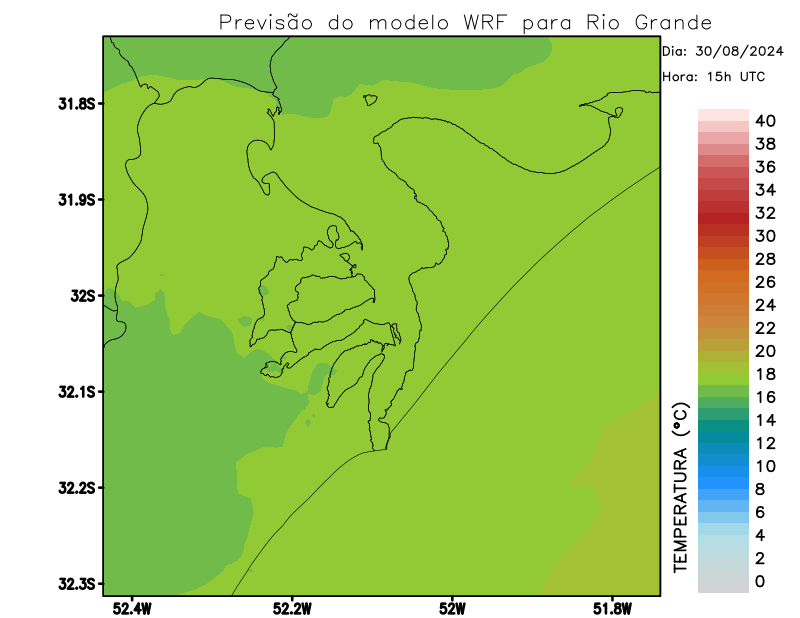 Previsão do modelo WRF para Rio Grande
Dia: 30/08/2024
Hora: 15h UTC
31.8S
31.9S
32S
32.1S
32.2S
32.3S
52.4W
52.2W
52W
51.8W
TEMPERATURA (°C)
40
38
36
34
32
30
28
26
24
22
20
18
16
14
12
10
8
6
4
2
0